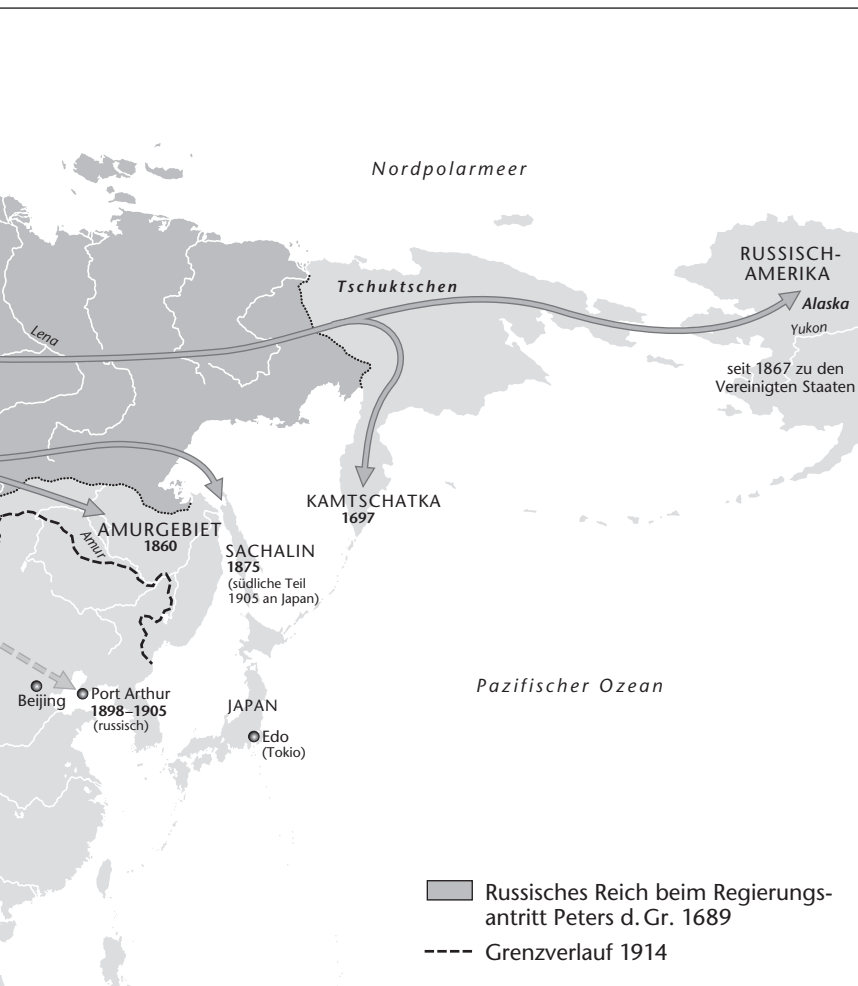 Nordpolarmeer
RUSSISCH-
AMERIKA
Tschuktschen
Alaska
Yukon
Lena
seit 1867 zu den
Vereinigten Staaten
KAMTSCHATKA
1697
AMURGEBIET
1860
Amur
SACHALIN
1875
(südliche Teil
1905 an Japan)
Pazifischer Ozean
Beijing
Port Arthur
1898–1905
(russisch)
JAPAN
Edo
(Tokio)
Russisches Reich beim Regierungs-
antritt Peters d. Gr. 1689
Grenzverlauf 1914